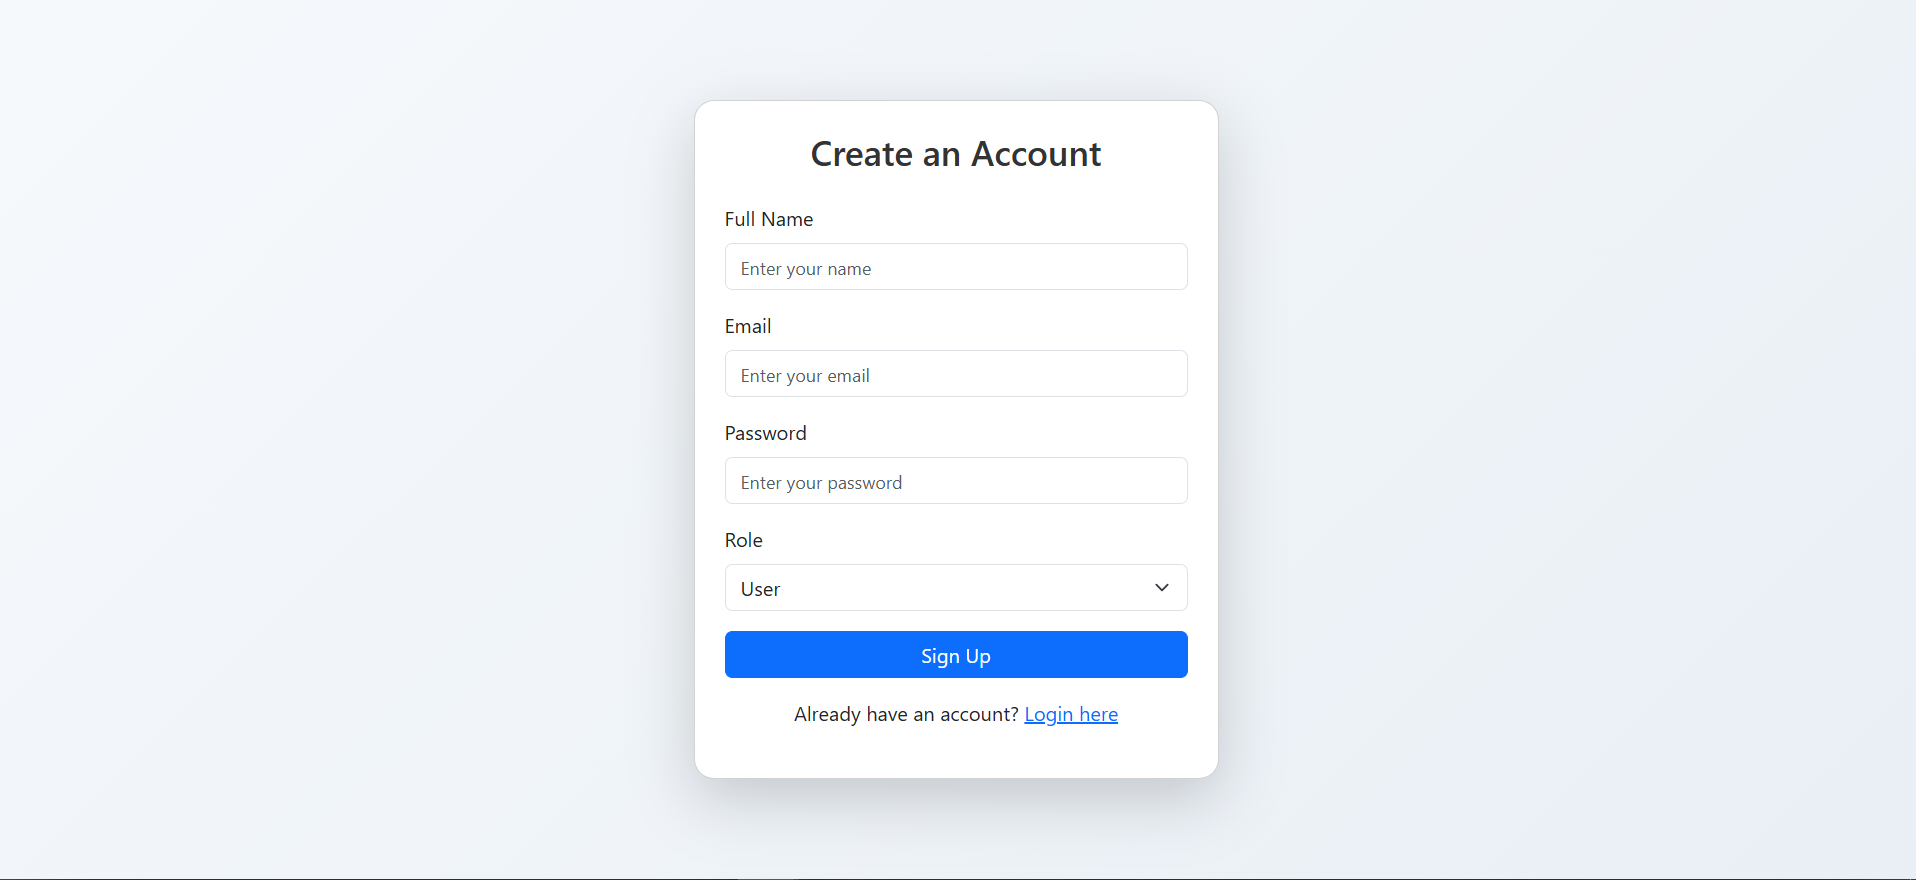 Create an Account
Full Name
Enter your name
Email
Enter your email
Password
Enter your password
Role
User
Sign Up
Already have an account? Login here